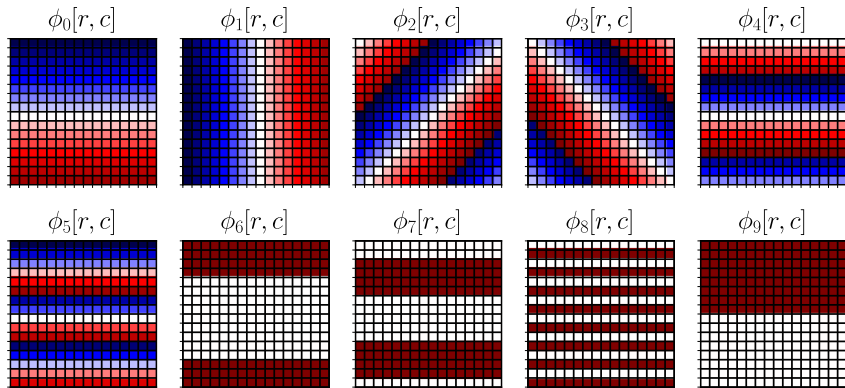 ϕ₀[r, c] ϕ₁[r, c] ϕ₂[r, c] ϕ₃[r, c] ϕ₄[r, c]
ϕ₅[r, c] ϕ₆[r, c] ϕ₇[r, c] ϕ₈[r, c] ϕ₉[r, c]